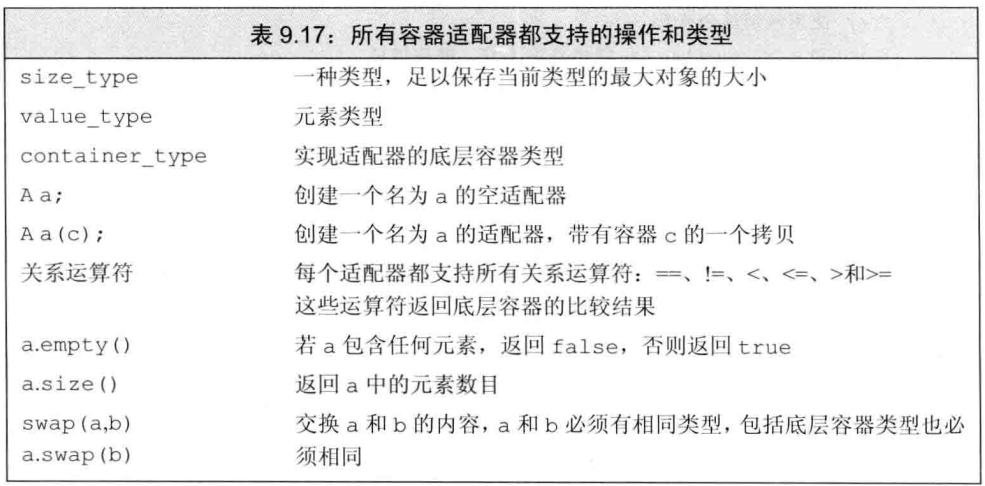 表 9.17：所有容器适配器都支持的操作和类型
size_type 一种类型，足以保存当前类型的最大对象的大小
value_type 元素类型
container_type 实现适配器的底层容器类型
A a; 创建一个名为 a 的空适配器
A a(c); 创建一个名为 a 的适配器，带有容器 c 的一个拷贝
关系运算符 每个适配器都支持所有关系运算符：==、!=、<、<=、>和>=
这些运算符返回底层容器的比较结果
a.empty() 若 a 包含任何元素，返回 false，否则返回 true
a.size() 返回 a 中的元素数目
swap(a,b) 交换 a 和 b 的内容，a 和 b 必须有相同类型，包括底层容器类型也必
a.swap(b) 须相同